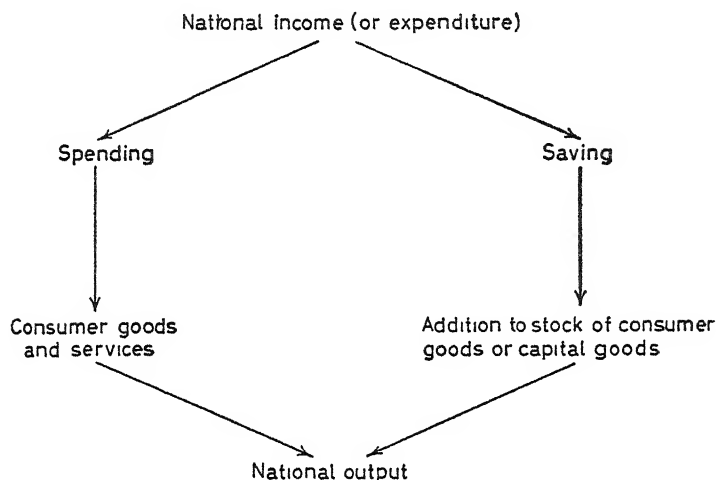 National income (or expenditure)
Spending
Saving
Consumer goods
and services
Addition to stock of consumer
goods or capital goods
National output